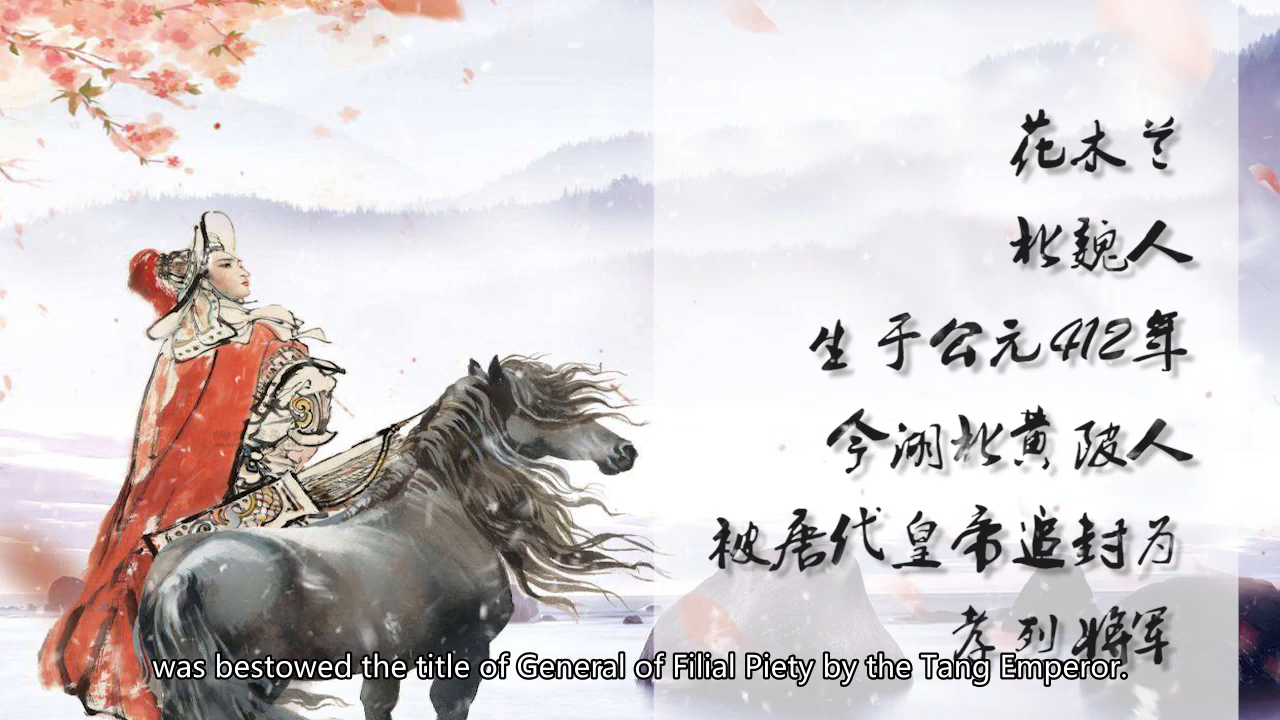 花木兰
北魏人
生于公元412年
今湖北黄陂人
被唐代皇帝追封为
孝列将军
was bestowed the title of General of Filial Piety by the Tang Emperor.